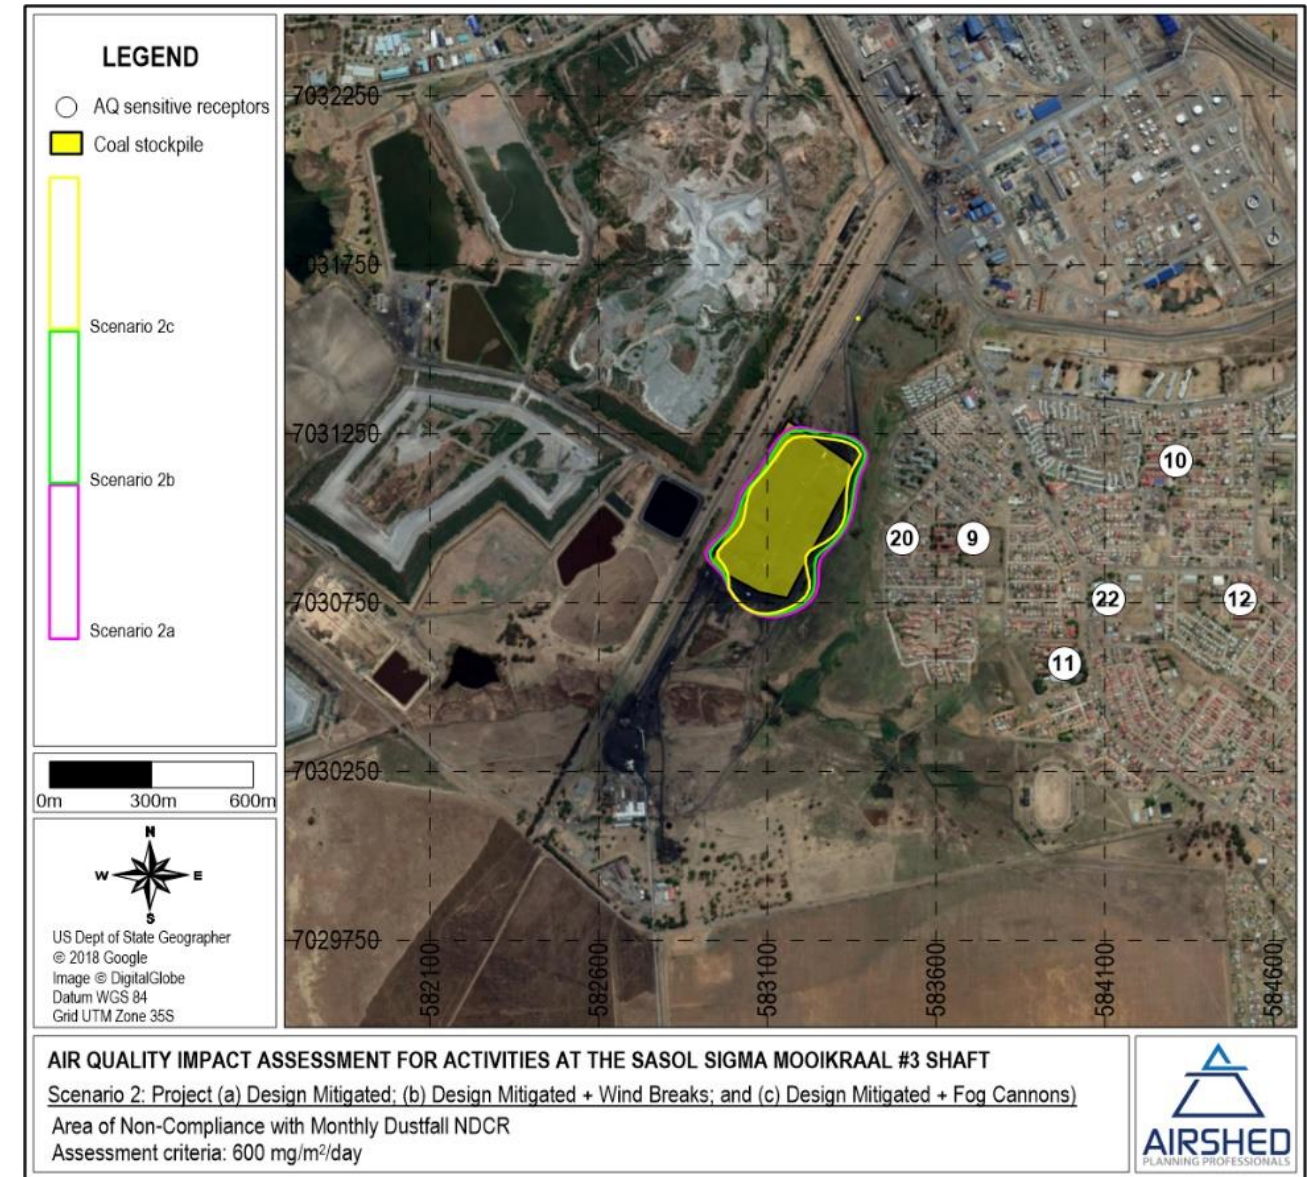 LEGEND
AQ sensitive receptors
Coal stockpile
Scenario 2c
Scenario 2b
Scenario 2a
0m 300m 600m
N
W E
S
US Dept of State Geographer
© 2018 Google
Image © DigitalGlobe
Datum WGS 84
Grid UTM Zone 35S
7032250
7031750
7031250
10
20 9
7030750
22 12
11
7030250
7029750
582100 582600 583100 583600 584100 584600
AIR QUALITY IMPACT ASSESSMENT FOR ACTIVITIES AT THE SASOL SIGMA MOOIKRAAL #3 SHAFT
Scenario 2: Project (a) Design Mitigated; (b) Design Mitigated + Wind Breaks; and (c) Design Mitigated + Fog Cannons)
Area of Non-Compliance with Monthly Dustfall NDCR
Assessment criteria: 600 mg/m²/day
AIRSHED
PLANNING PROFESSIONALS